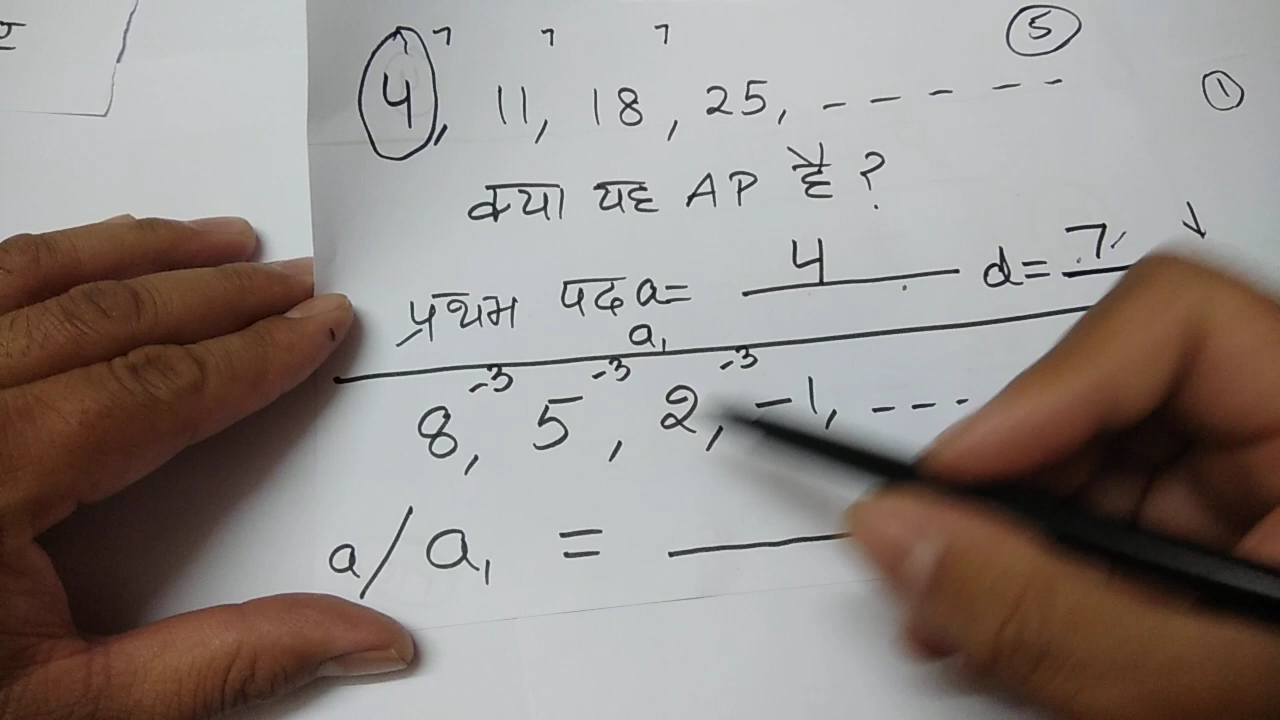 7 7 7 5
4, 11, 18, 25, - - - - - 1
क्या यह AP है ?
प्रथम पद a= 4 d= 7
a₁
-3 -3 -3
8, 5, 2, -1, - - -
a/a₁ =